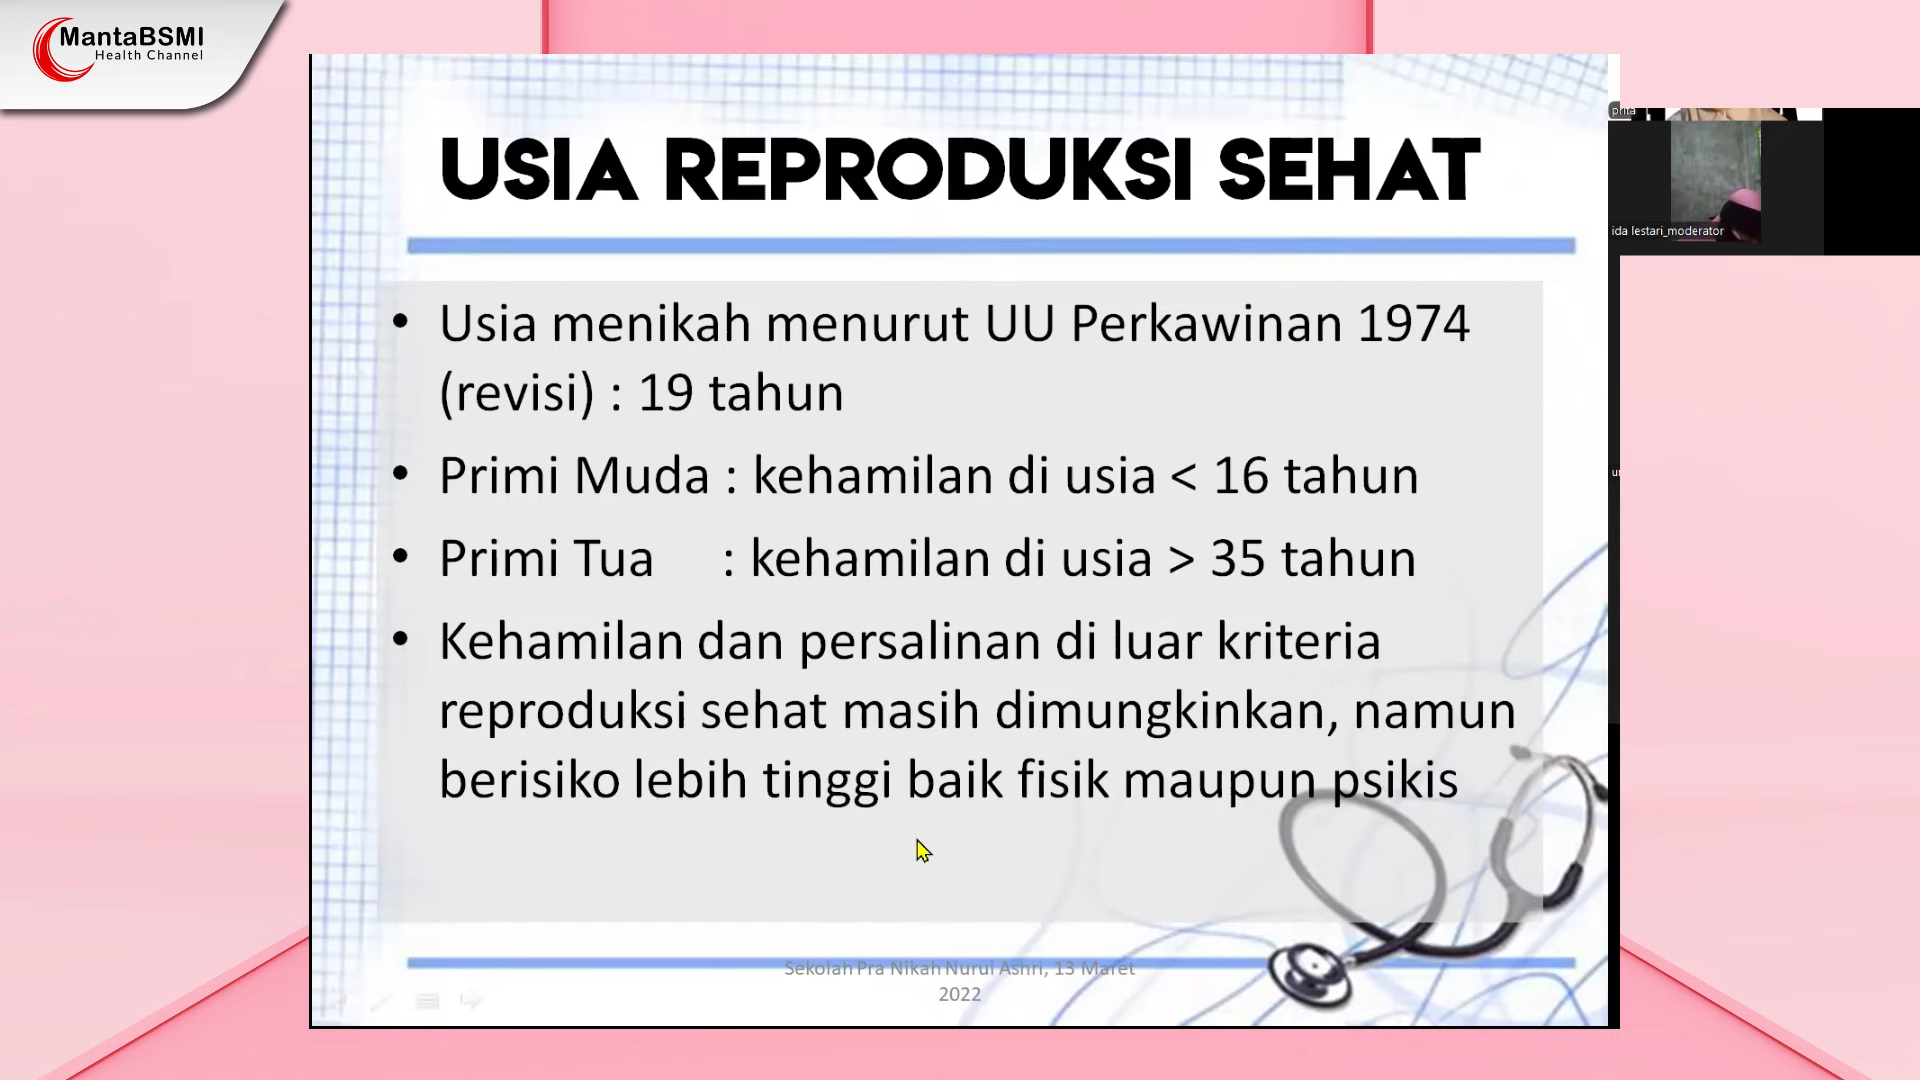 MantaBSMI
Health Channel
USIA REPRODUKSI SEHAT
• Usia menikah menurut UU Perkawinan 1974
(revisi) : 19 tahun
• Primi Muda : kehamilan di usia < 16 tahun
• Primi Tua : kehamilan di usia > 35 tahun
• Kehamilan dan persalinan di luar kriteria
reproduksi sehat masih dimungkinkan, namun
berisiko lebih tinggi baik fisik maupun psikis
Sekolah Pra Nikah Nurul Ashri, 13 Maret
2022
prita
ida lestari_moderator